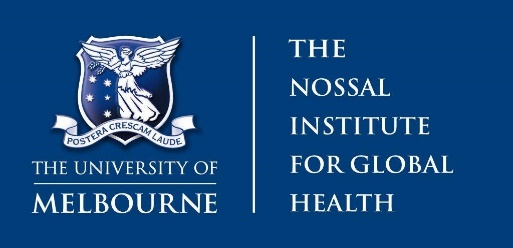 POSTERA CRESCAM LAUDE
THE UNIVERSITY OF
MELBOURNE
THE
NOSSAL
INSTITUTE
FOR GLOBAL
HEALTH